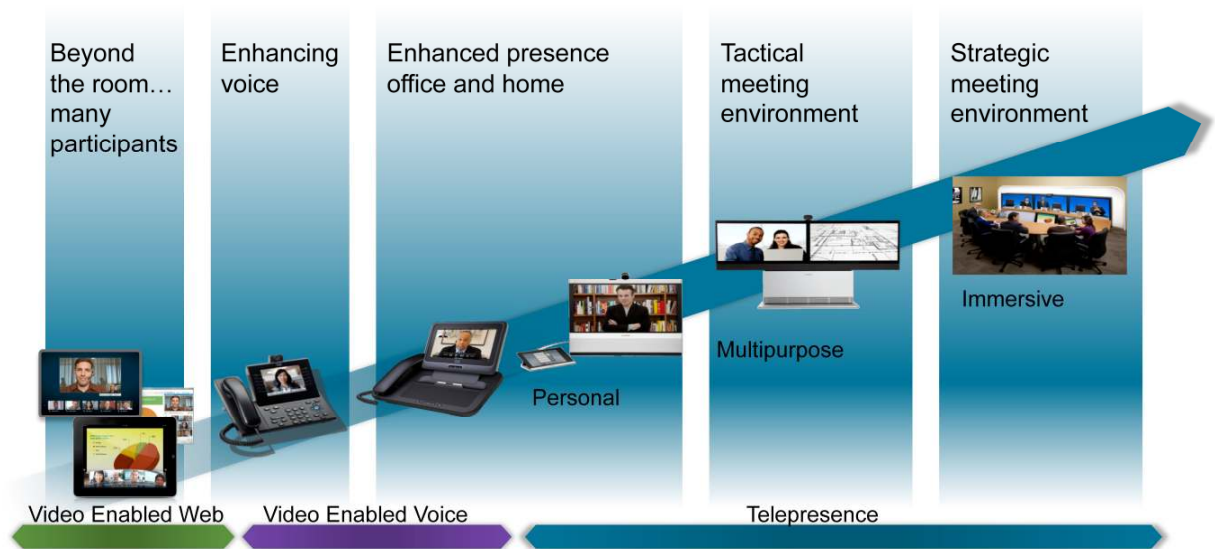 Beyond
the room…
many
participants
Enhancing
voice
Enhanced presence
office and home
Tactical
meeting
environment
Strategic
meeting
environment
Immersive
Multipurpose
Personal
Video Enabled Web
Video Enabled Voice
Telepresence